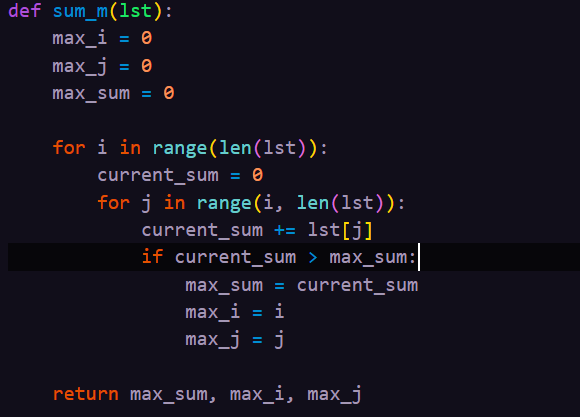 def sum_m(lst):
    max_i = 0
    max_j = 0
    max_sum = 0

    for i in range(len(lst)):
        current_sum = 0
        for j in range(i, len(lst)):
            current_sum += lst[j]
            if current_sum > max_sum:
                max_sum = current_sum
                max_i = i
                max_j = j

    return max_sum, max_i, max_j